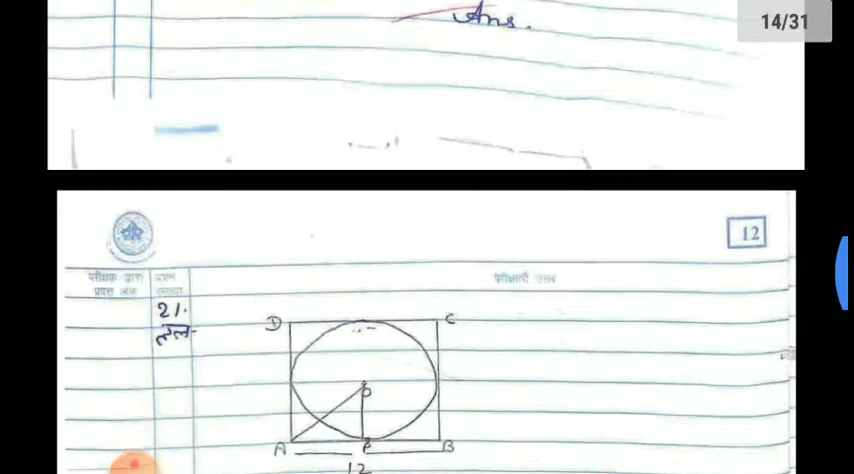 Ans.
14/31
12
परीक्षक द्वारा प्रदत्त अंक
प्रश्न संख्या
परीक्षार्थी उत्तर
21.
हल-
D C
O
A P B
12